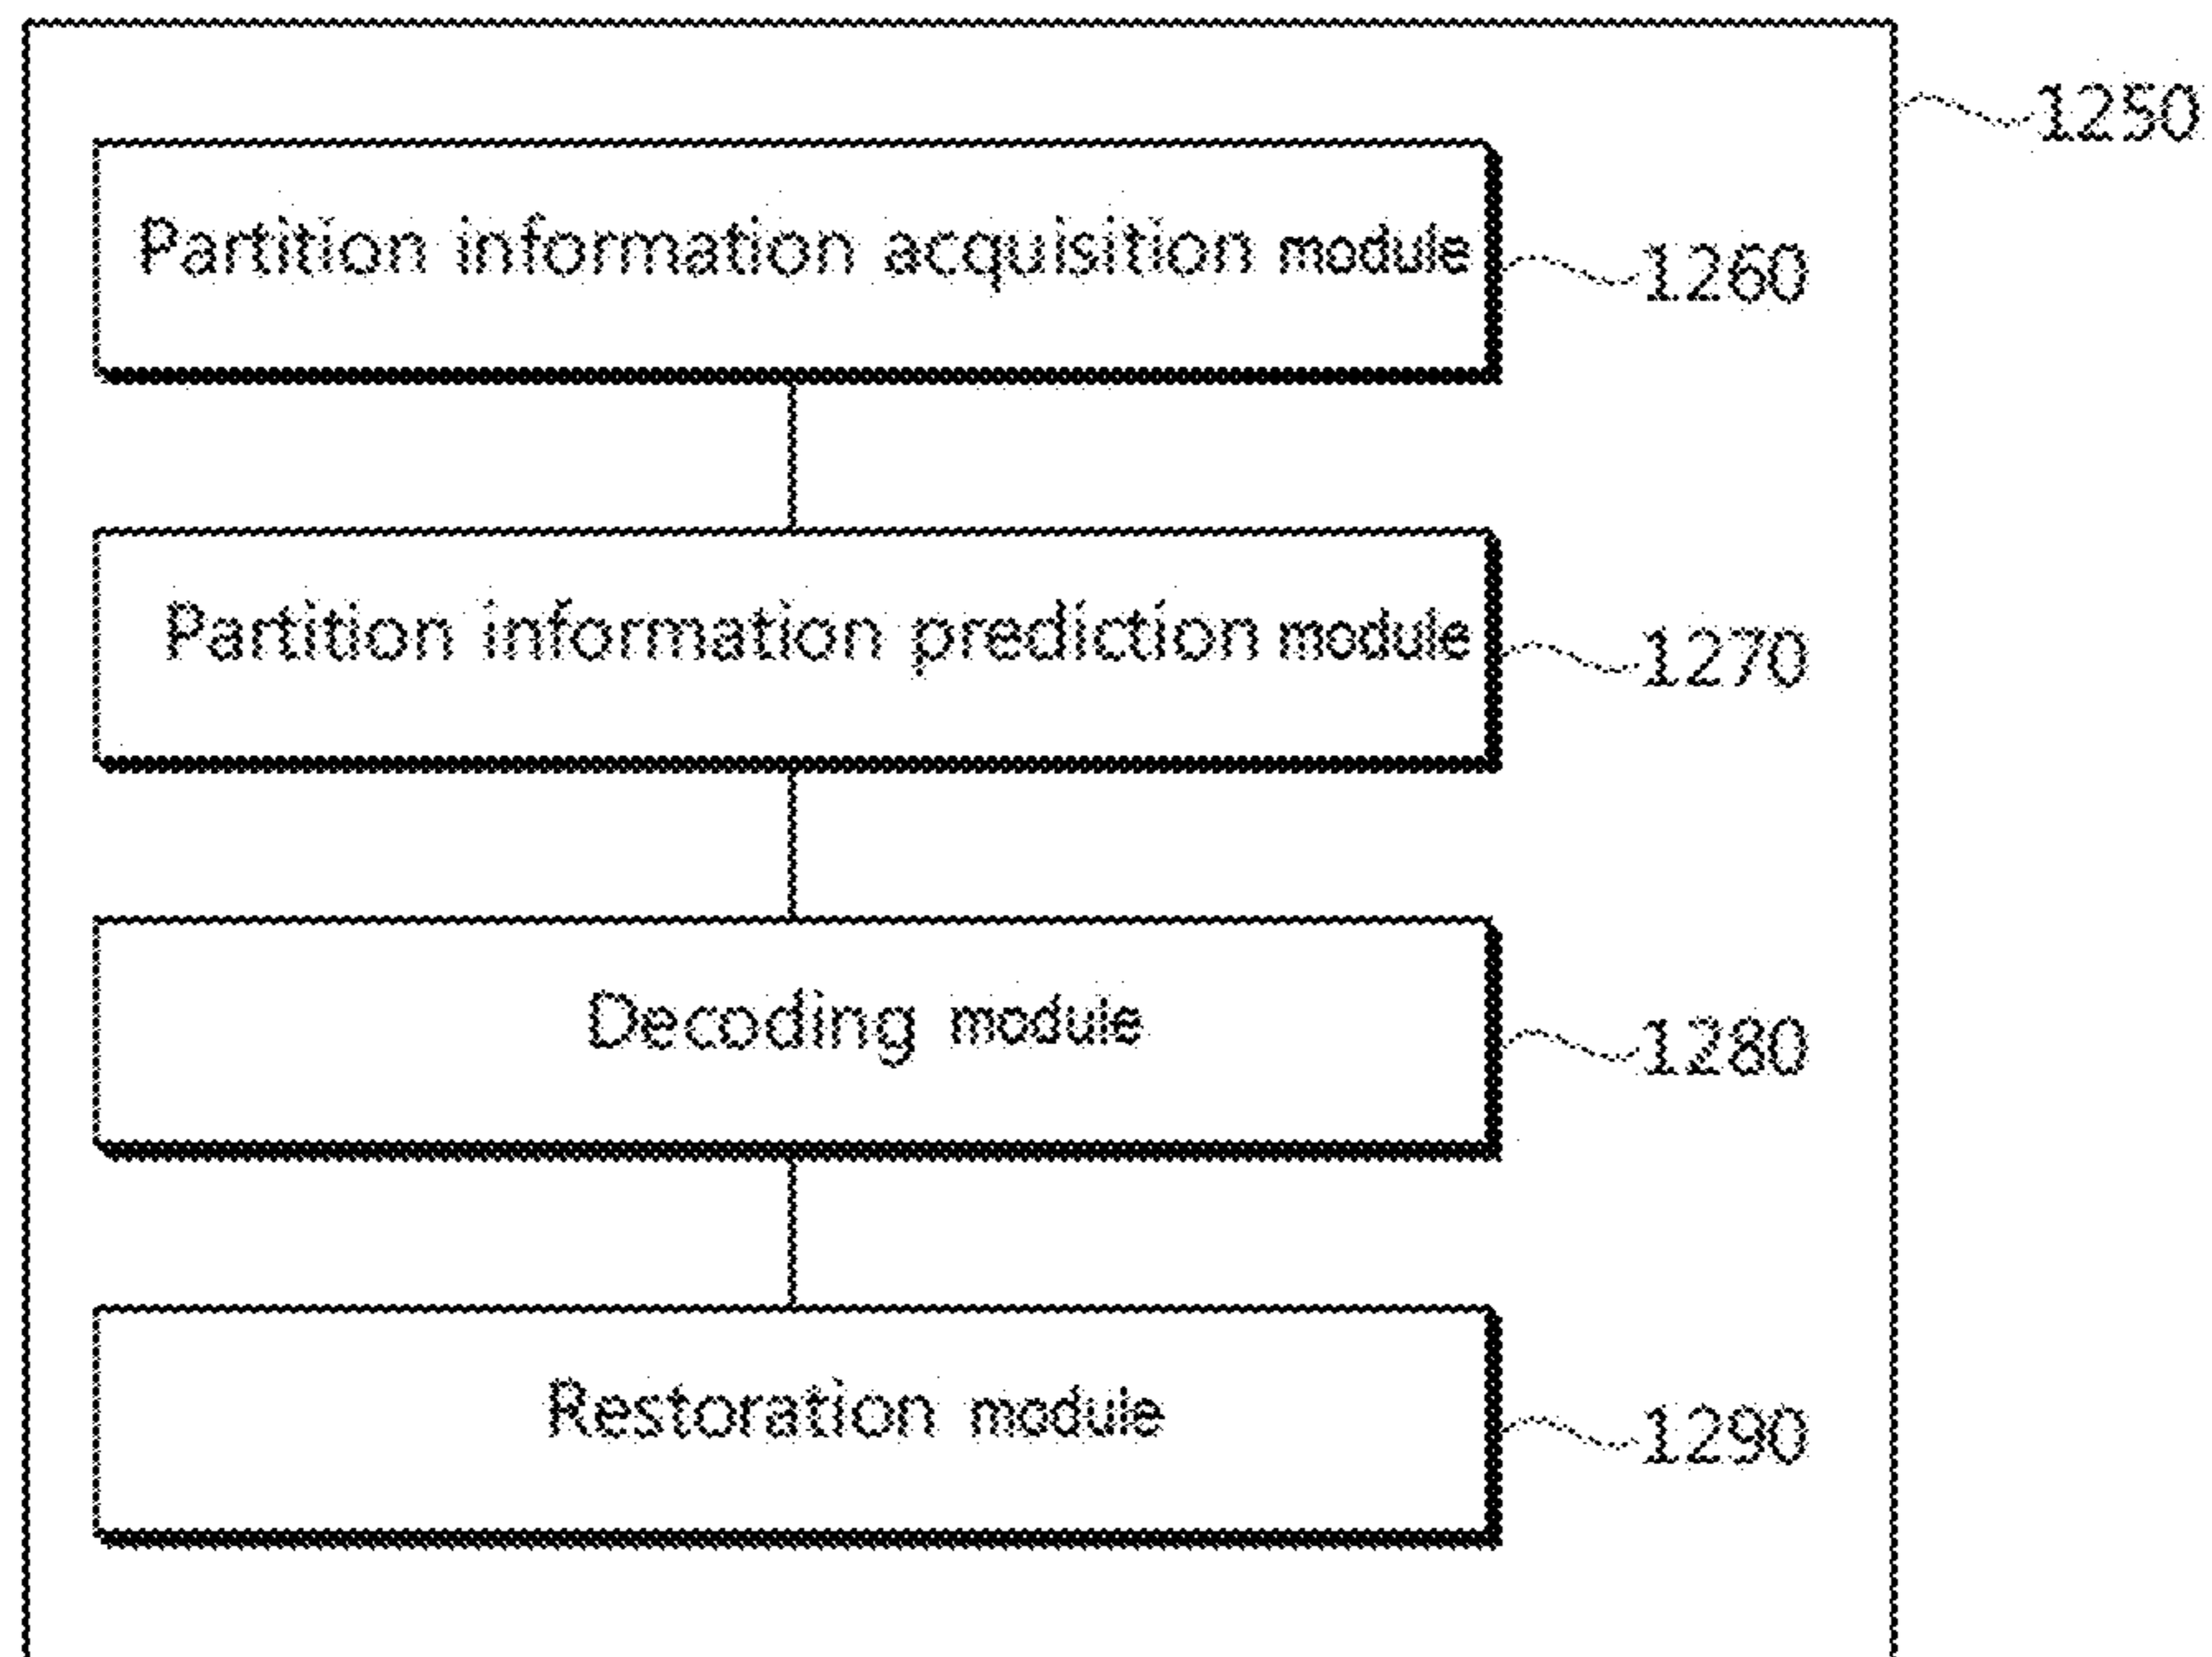 1250
Partition information acquisition module
1260
Partition information prediction module
1270
Decoding module
1280
Restoration module
1290